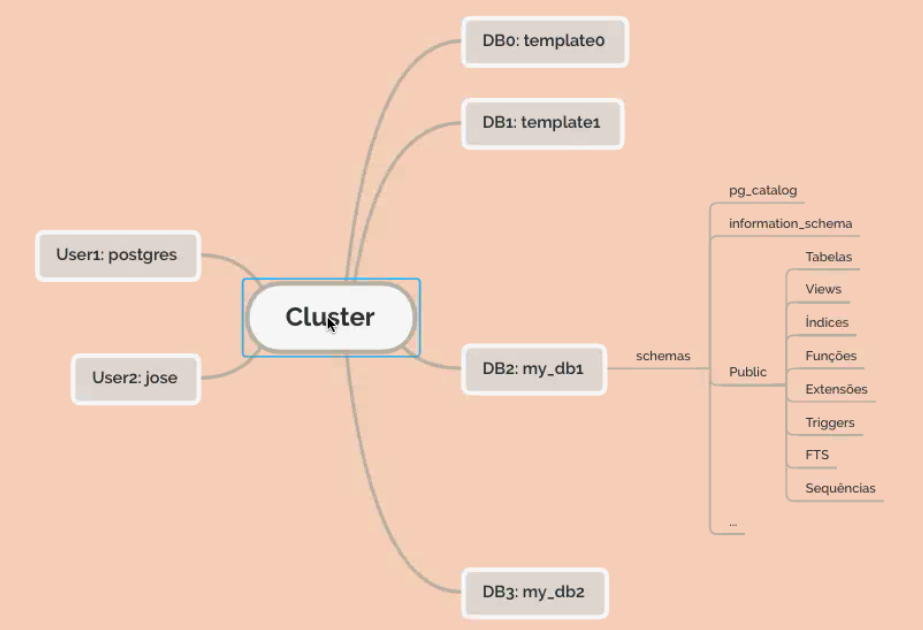 DB0: template0
DB1: template1
User1: postgres
Cluster
User2: jose
DB2: my_db1
schemas
pg_catalog
information_schema
Public
Tabelas
Views
Índices
Funções
Extensões
Triggers
FTS
Sequências
...
DB3: my_db2